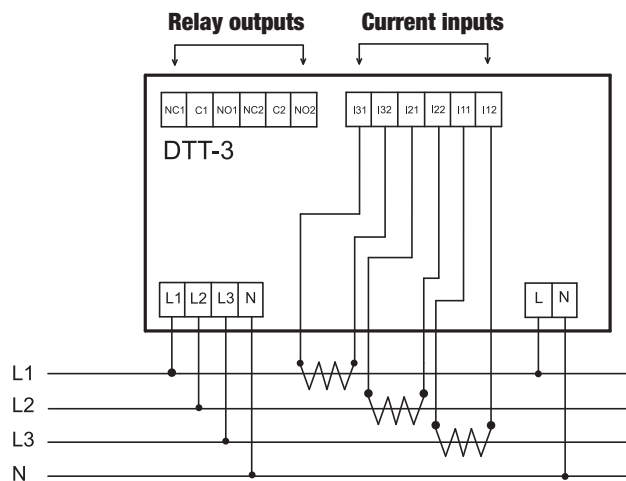 Relay outputs Current inputs
NC1 C1 NO1 NC2 C2 NO2 I31 I32 I21 I22 I11 I12
DTT-3
L1 L2 L3 N L N
L1
L2
L3
N